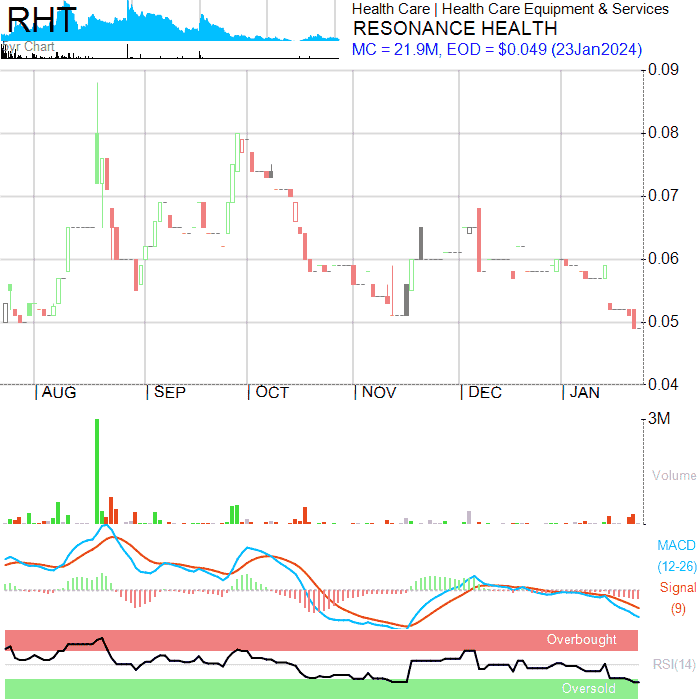 RHT
Health Care | Health Care Equipment & Services
RESONANCE HEALTH
MC = 21.9M, EOD = $0.049 (23Jan2024)
Chart
0.09
0.08
0.07
0.06
0.05
0.04
| AUG | SEP | OCT | NOV | DEC | JAN
3M
Volume
MACD
(12-26)
Signal
(9)
Overbought
RSI(14)
Oversold